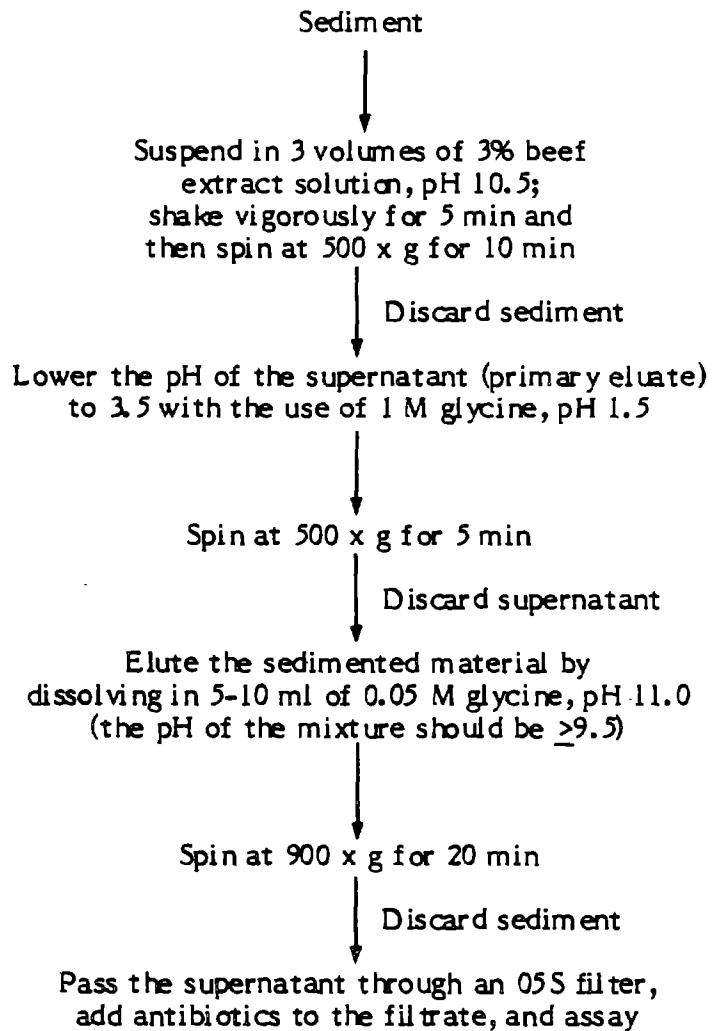 Sediment
Suspend in 3 volumes of 3% beef
extract solution, pH 10.5;
shake vigorously for 5 min and
then spin at 500 x g for 10 min
Discard sediment
Lower the pH of the supernatant (primary eluate)
to 3.5 with the use of 1 M glycine, pH 1.5
Spin at 500 x g for 5 min
Discard supernatant
Elute the sedimented material by
dissolving in 5-10 ml of 0.05 M glycine, pH 11.0
(the pH of the mixture should be ≥9.5)
Spin at 900 x g for 20 min
Discard sediment
Pass the supernatant through an 05S filter,
add antibiotics to the filtrate, and assay